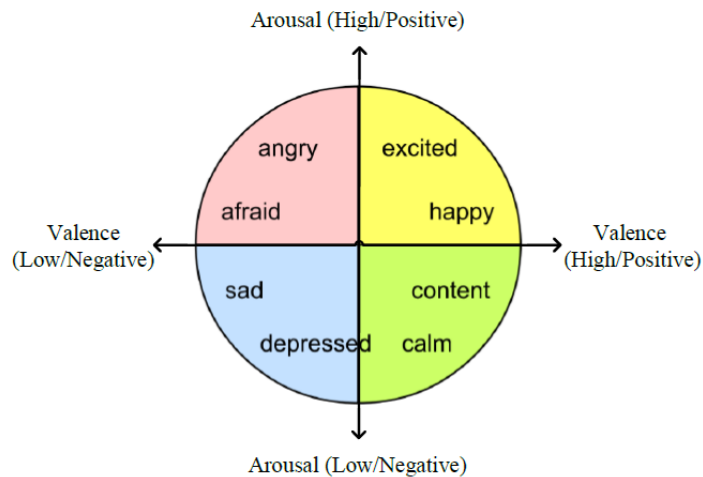 Arousal (High/Positive)
angry
excited
afraid
happy
Valence
(Low/Negative)
Valence
(High/Positive)
sad
content
depressed
calm
Arousal (Low/Negative)